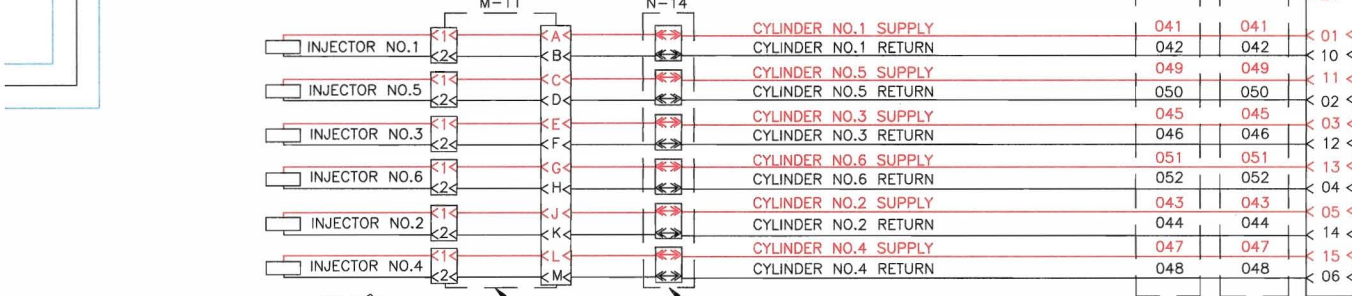 M-11 N-14
<1< <A< CYLINDER NO.1 SUPPLY 041 041 < 01 <
INJECTOR NO.1 <2< <B< CYLINDER NO.1 RETURN 042 042 < 10 <
<1< <C< CYLINDER NO.5 SUPPLY 049 049 < 11 <
INJECTOR NO.5 <2< <D< CYLINDER NO.5 RETURN 050 050 < 02 <
<1< <E< CYLINDER NO.3 SUPPLY 045 045 < 03 <
INJECTOR NO.3 <2< <F< CYLINDER NO.3 RETURN 046 046 < 12 <
<1< <G< CYLINDER NO.6 SUPPLY 051 051 < 13 <
INJECTOR NO.6 <2< <H< CYLINDER NO.6 RETURN 052 052 < 04 <
<1< <J< CYLINDER NO.2 SUPPLY 043 043 < 05 <
INJECTOR NO.2 <2< <K< CYLINDER NO.2 RETURN 044 044 < 14 <
<1< <L< CYLINDER NO.4 SUPPLY 047 047 < 15 <
INJECTOR NO.4 <2< <M< CYLINDER NO.4 RETURN 048 048 < 06 <